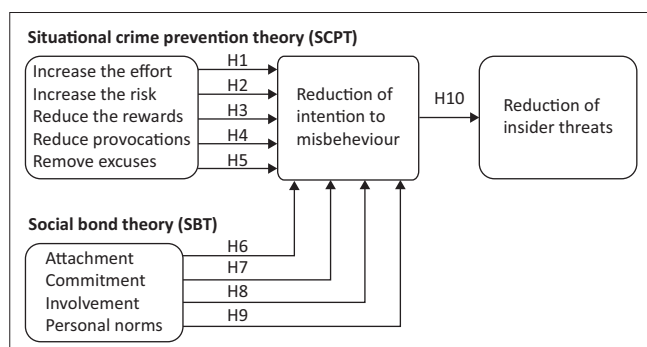 Situational crime prevention theory (SCPT)
Increase the effort
Increase the risk
Reduce the rewards
Reduce provocations
Remove excuses
H1
H2
H3
H4
H5
Reduction of
intention to
misbeheviour
H10
Reduction of
insider threats
Social bond theory (SBT)
Attachment
Commitment
Involvement
Personal norms
H6
H7
H8
H9